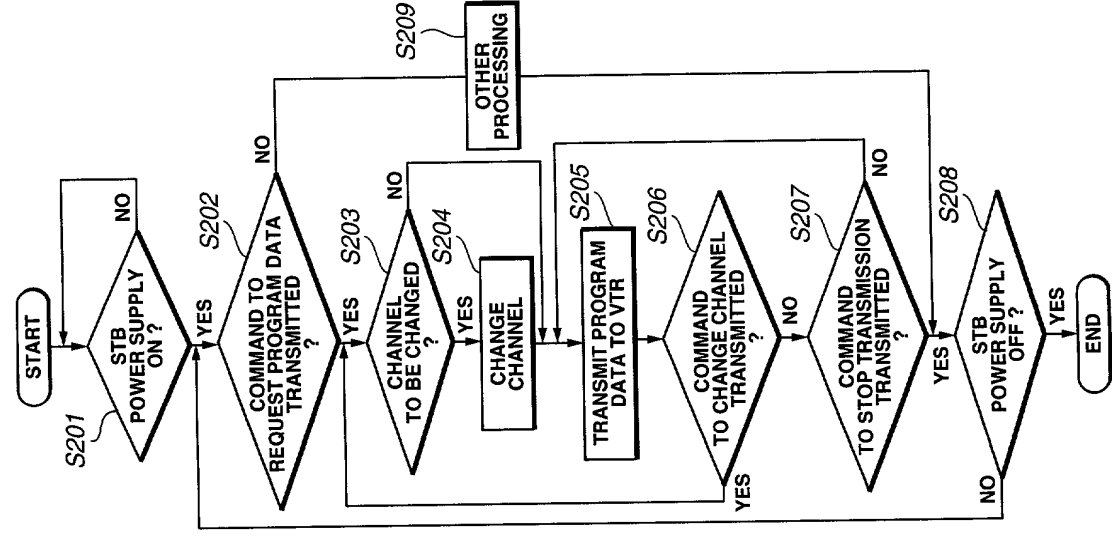 START
S201
STB
POWER SUPPLY
ON ?
NO
YES
S202
COMMAND TO
REQUEST PROGRAM DATA
TRANSMITTED
?
NO
YES
S209
OTHER
PROCESSING
S203
CHANNEL
TO BE CHANGED
?
NO
YES
S204
CHANGE
CHANNEL
S205
TRANSMIT PROGRAM
DATA TO VTR
S206
COMMAND
TO CHANGE CHANNEL
TRANSMITTED
?
YES
NO
S207
COMMAND
TO STOP TRANSMISSION
TRANSMITTED
?
NO
YES
S208
STB
POWER SUPPLY
OFF ?
NO
YES
END